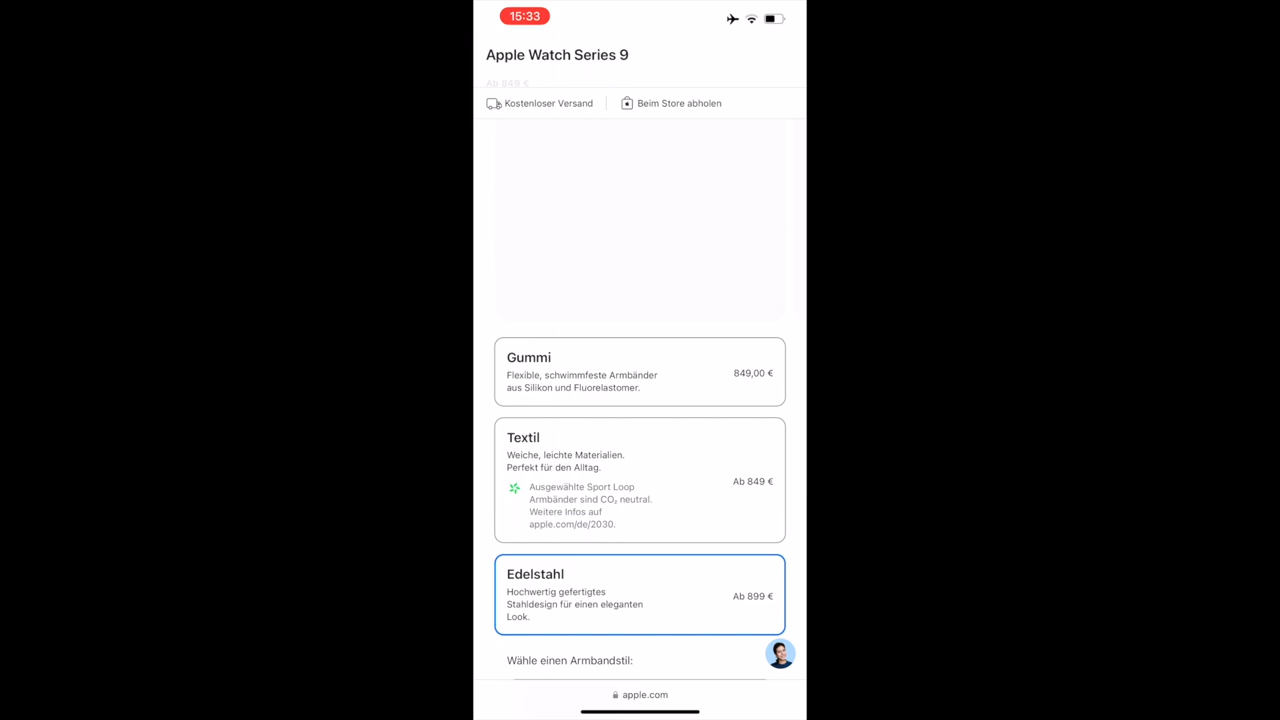 15:33
Apple Watch Series 9
Ab 849 €
Kostenloser Versand
Beim Store abholen
Gummi
Flexible, schwimmfeste Armbänder
aus Silikon und Fluorelastomer.
849,00 €
Textil
Weiche, leichte Materialien.
Perfekt für den Alltag.
Ausgewählte Sport Loop
Armbänder sind CO₂ neutral.
Weitere Infos auf
apple.com/de/2030.
Ab 849 €
Edelstahl
Hochwertig gefertigtes
Stahldesign für einen eleganten
Look.
Ab 899 €
Wähle einen Armbandstil:
apple.com